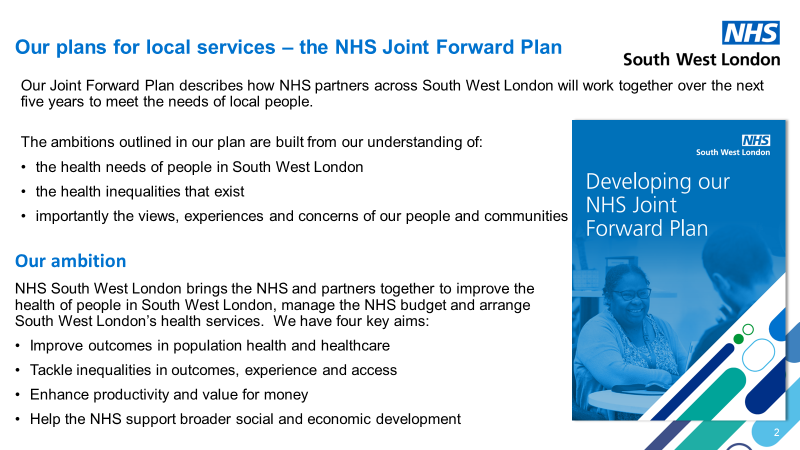 Our plans for local services – the NHS Joint Forward Plan
NHS
South West London
Our Joint Forward Plan describes how NHS partners across South West London will work together over the next
five years to meet the needs of local people.
The ambitions outlined in our plan are built from our understanding of:
• the health needs of people in South West London
• the health inequalities that exist
• importantly the views, experiences and concerns of our people and communities
NHS
South West London
Developing our
NHS Joint
Forward Plan
Our ambition
NHS South West London brings the NHS and partners together to improve the
health of people in South West London, manage the NHS budget and arrange
South West London’s health services.  We have four key aims:
• Improve outcomes in population health and healthcare
• Tackle inequalities in outcomes, experience and access
• Enhance productivity and value for money
• Help the NHS support broader social and economic development
2